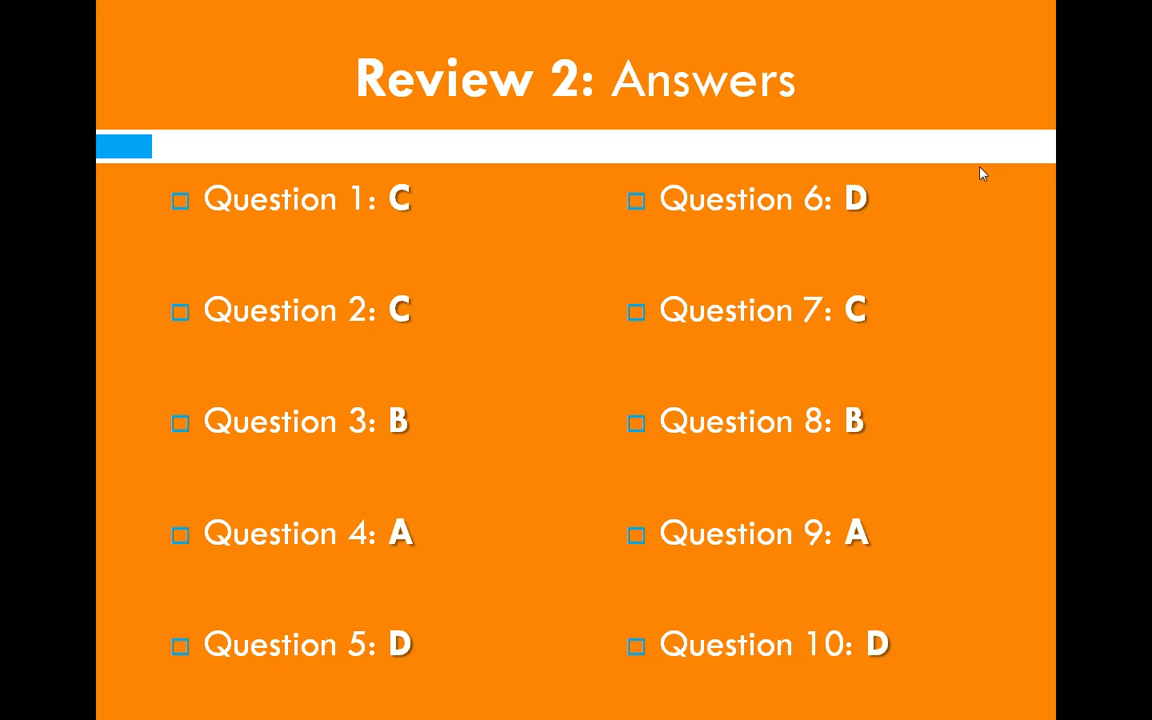 Review 2: Answers
Question 1: C
Question 2: C
Question 3: B
Question 4: A
Question 5: D
Question 6: D
Question 7: C
Question 8: B
Question 9: A
Question 10: D